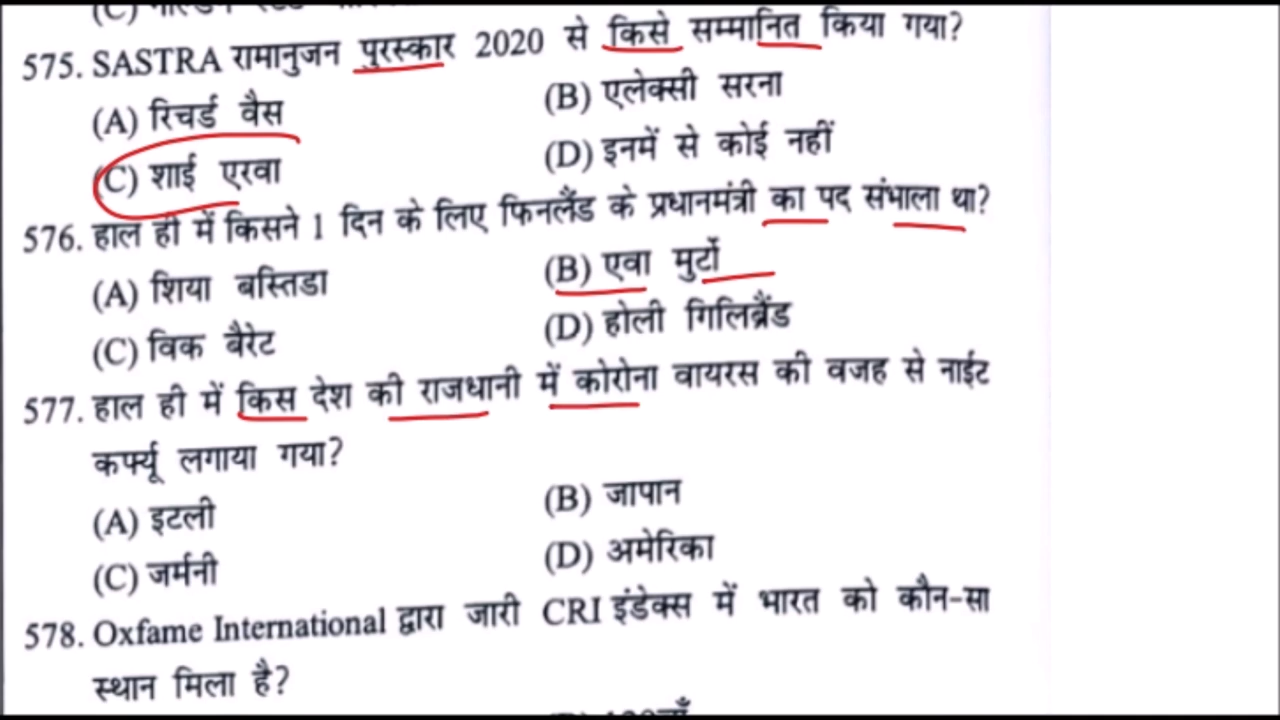 575. SASTRA रामानुजन पुरस्कार 2020 से किसे सम्मानित किया गया?
(A) रिचर्ड वैस (B) एलेक्सी सरना
(C) शाई एरवा (D) इनमें से कोई नहीं
576. हाल ही में किसने 1 दिन के लिए फिनलैंड के प्रधानमंत्री का पद संभाला था?
(A) शिया बस्तिडा (B) एवा मुर्टो
(C) विक बैरेट (D) होली गिलिब्रैंड
577. हाल ही में किस देश की राजधानी में कोरोना वायरस की वजह से नाईट
कर्फ्यू लगाया गया?
(A) इटली (B) जापान
(C) जर्मनी (D) अमेरिका
578. Oxfame International द्वारा जारी CRI इंडेक्स में भारत को कौन-सा
स्थान मिला है?